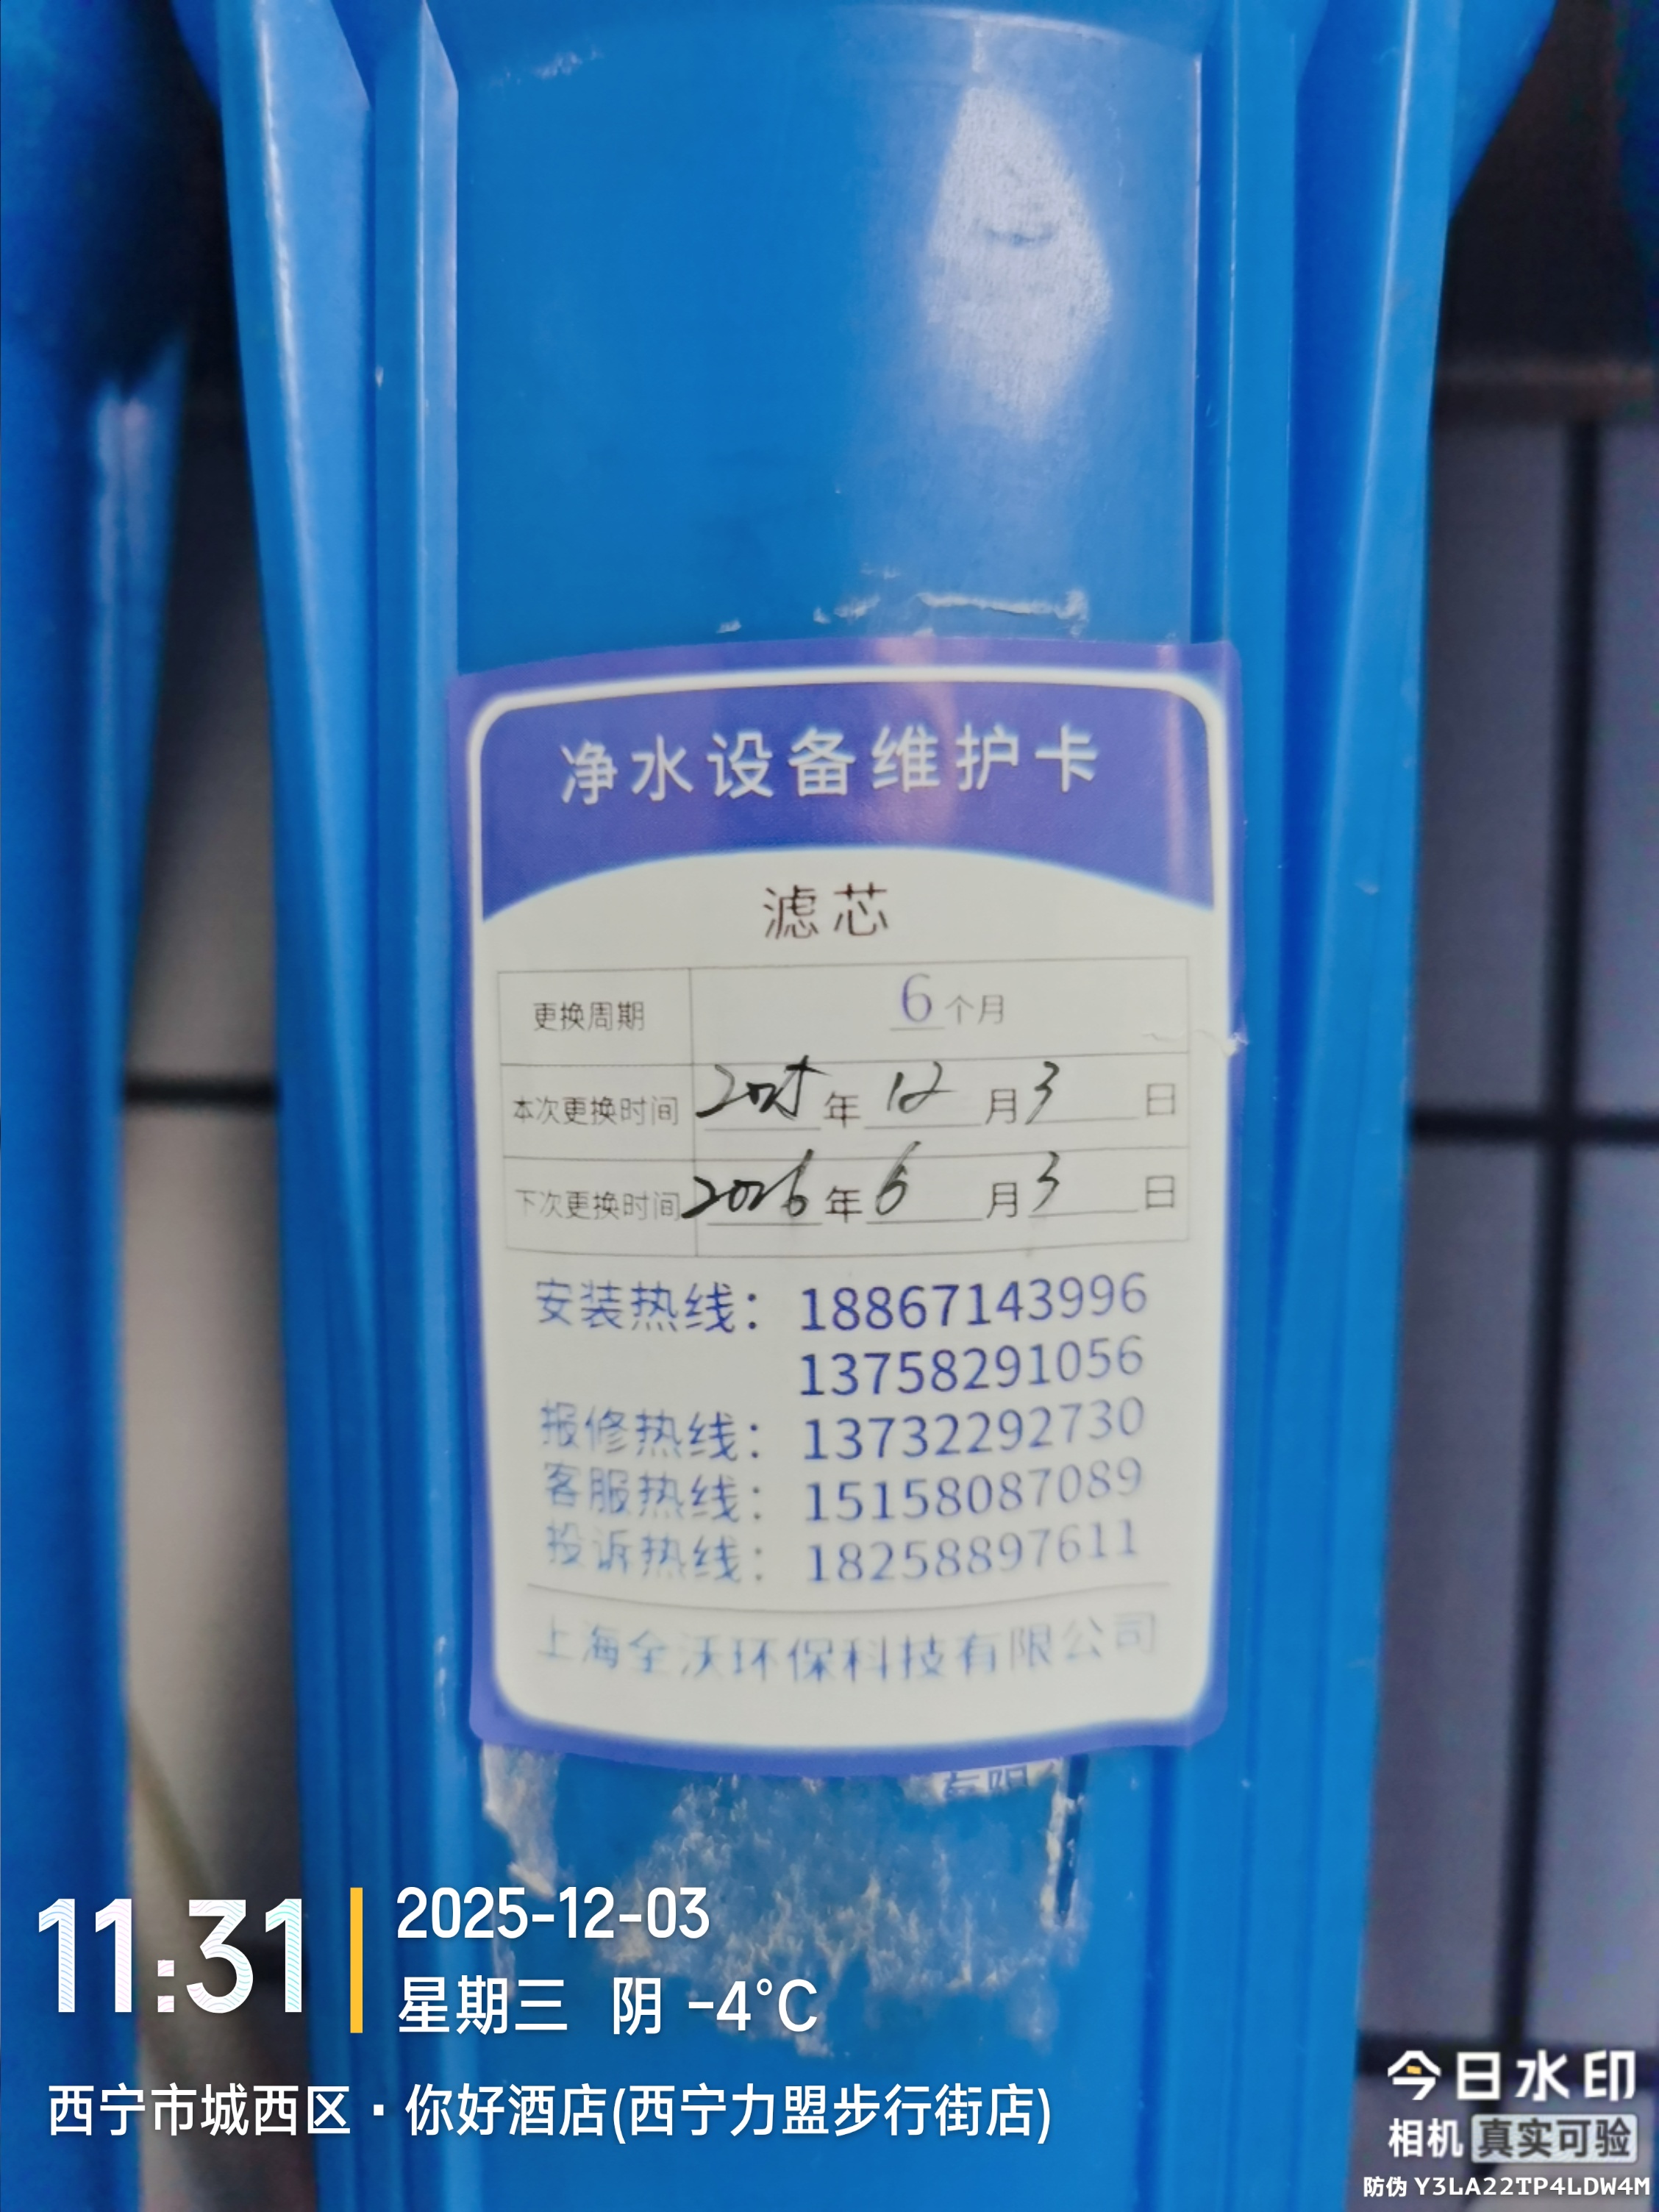 净水设备维护卡
滤芯
更换周期 6个月
本次更换时间 2025年12月3日
下次更换时间 2026年6月3日
安装热线：18867143996
13758291056
报修热线：13732292730
客服热线：15158087089
投诉热线：18258897611
上海全沃环保科技有限公司
有限
11:31
2025-12-03
星期三 阴 -4°C
西宁市城西区·你好酒店(西宁力盟步行街店)
今日水印
相机 真实可验
防伪 Y3LA22TP4LDW4M